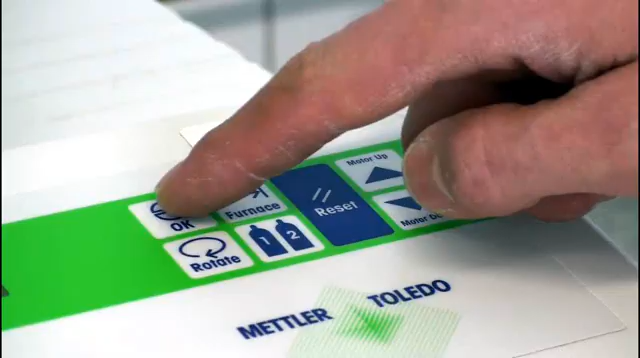 Motor Up
Furnace
Reset
OK
1 2
Rotate
METTLER TOLEDO